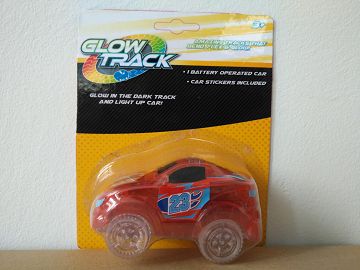 GLOW
TRACK
• 1 BATTERY OPERATED CAR
• CAR STICKERS INCLUDED
GLOW IN THE DARK TRACK
AND LIGHT UP CAR!
23